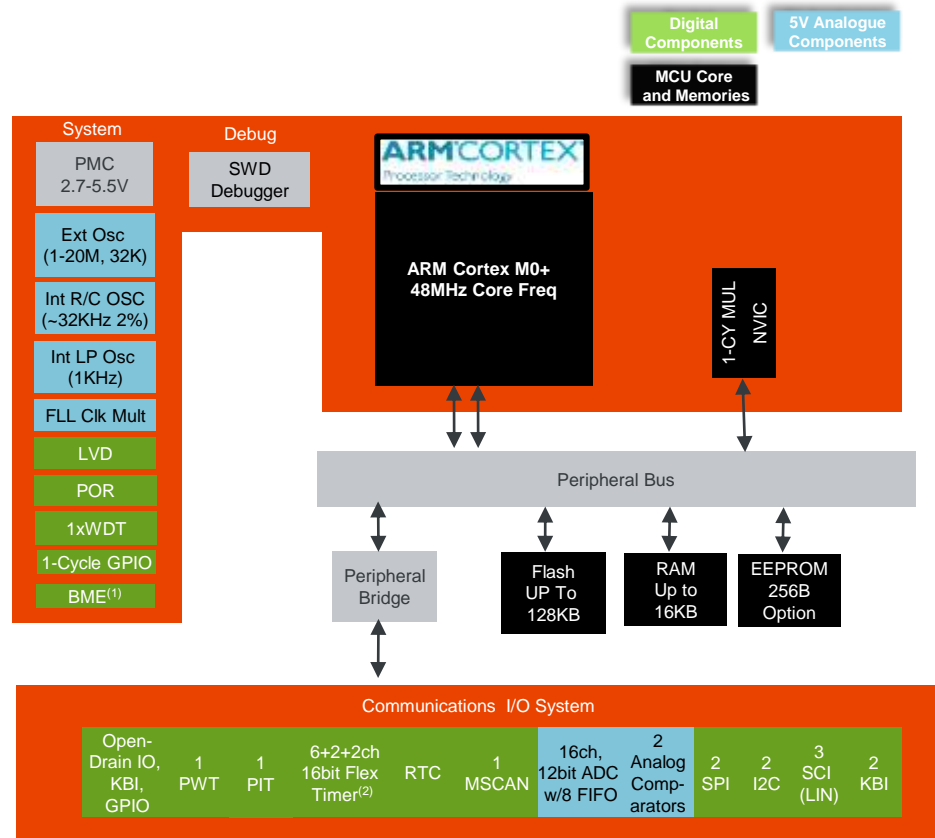 Digital
Components
5V Analogue
Components
MCU Core
and Memories
System
Debug
PMC
2.7-5.5V
SWD
Debugger
ARM CORTEX
Processor Technology
Ext Osc
(1-20M, 32K)
Int R/C OSC
(~32KHz 2%)
Int LP Osc
(1KHz)
FLL Clk Mult
LVD
POR
1xWDT
1-Cycle GPIO
BME(1)
ARM Cortex M0+
48MHz Core Freq
1-CY MUL
NVIC
Peripheral Bus
Peripheral
Bridge
Flash
UP To
128KB
RAM
Up to
16KB
EEPROM
256B
Option
Communications I/O System
Open-
Drain IO,
KBI,
GPIO
1
PWT
1
PIT
6+2+2ch
16bit Flex
Timer(2)
RTC
1
MSCAN
16ch,
12bit ADC
w/8 FIFO
2
Analog
Comp-
arators
2
SPI
2
I2C
3
SCI
(LIN)
2
KBI